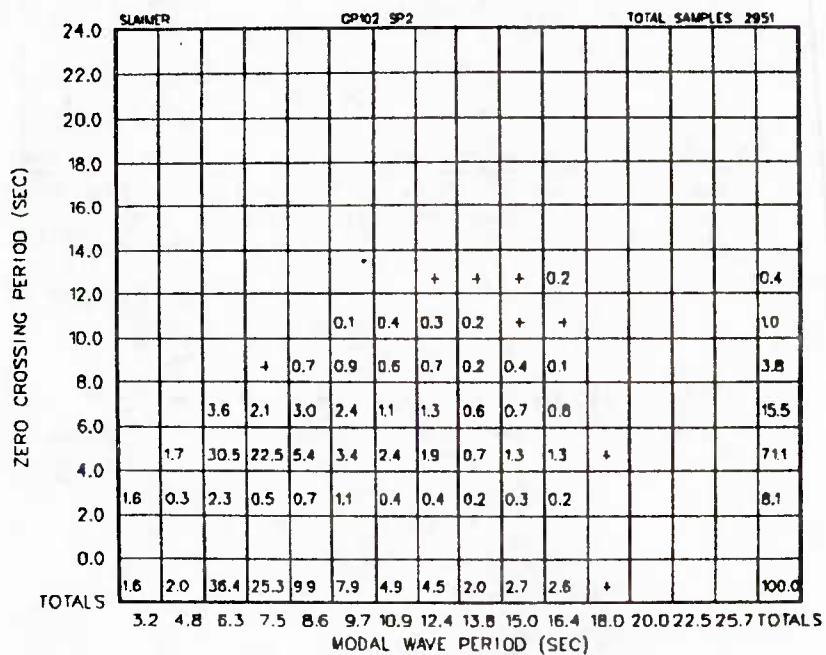 SUMMER CP102 SP2 TOTAL SAMPLES 2951
24.0
22.0
20.0
18.0
16.0
14.0
+ + + 0.2 0.4
12.0
0.1 0.4 0.3 0.2 + + 1.0
10.0
+ 0.7 0.9 0.6 0.7 0.2 0.4 0.1 3.8
8.0
3.6 2.1 3.0 2.4 1.1 1.3 0.6 0.7 0.8 15.5
6.0
1.7 30.5 22.5 5.4 3.4 2.4 1.9 0.7 1.3 1.3 + 71.1
4.0
1.6 0.3 2.3 0.5 0.7 1.1 0.4 0.4 0.2 0.3 0.2 8.1
2.0
0.0
1.6 2.0 36.4 25.3 9.9 7.9 4.9 4.5 2.0 2.7 2.6 + 100.0
TOTALS
3.2 4.8 6.3 7.5 8.6 9.7 10.9 12.4 13.8 15.0 16.4 18.0 20.0 22.5 25.7 TOTALS
MODAL WAVE PERIOD (SEC)
ZERO CROSSING PERIOD (SEC)